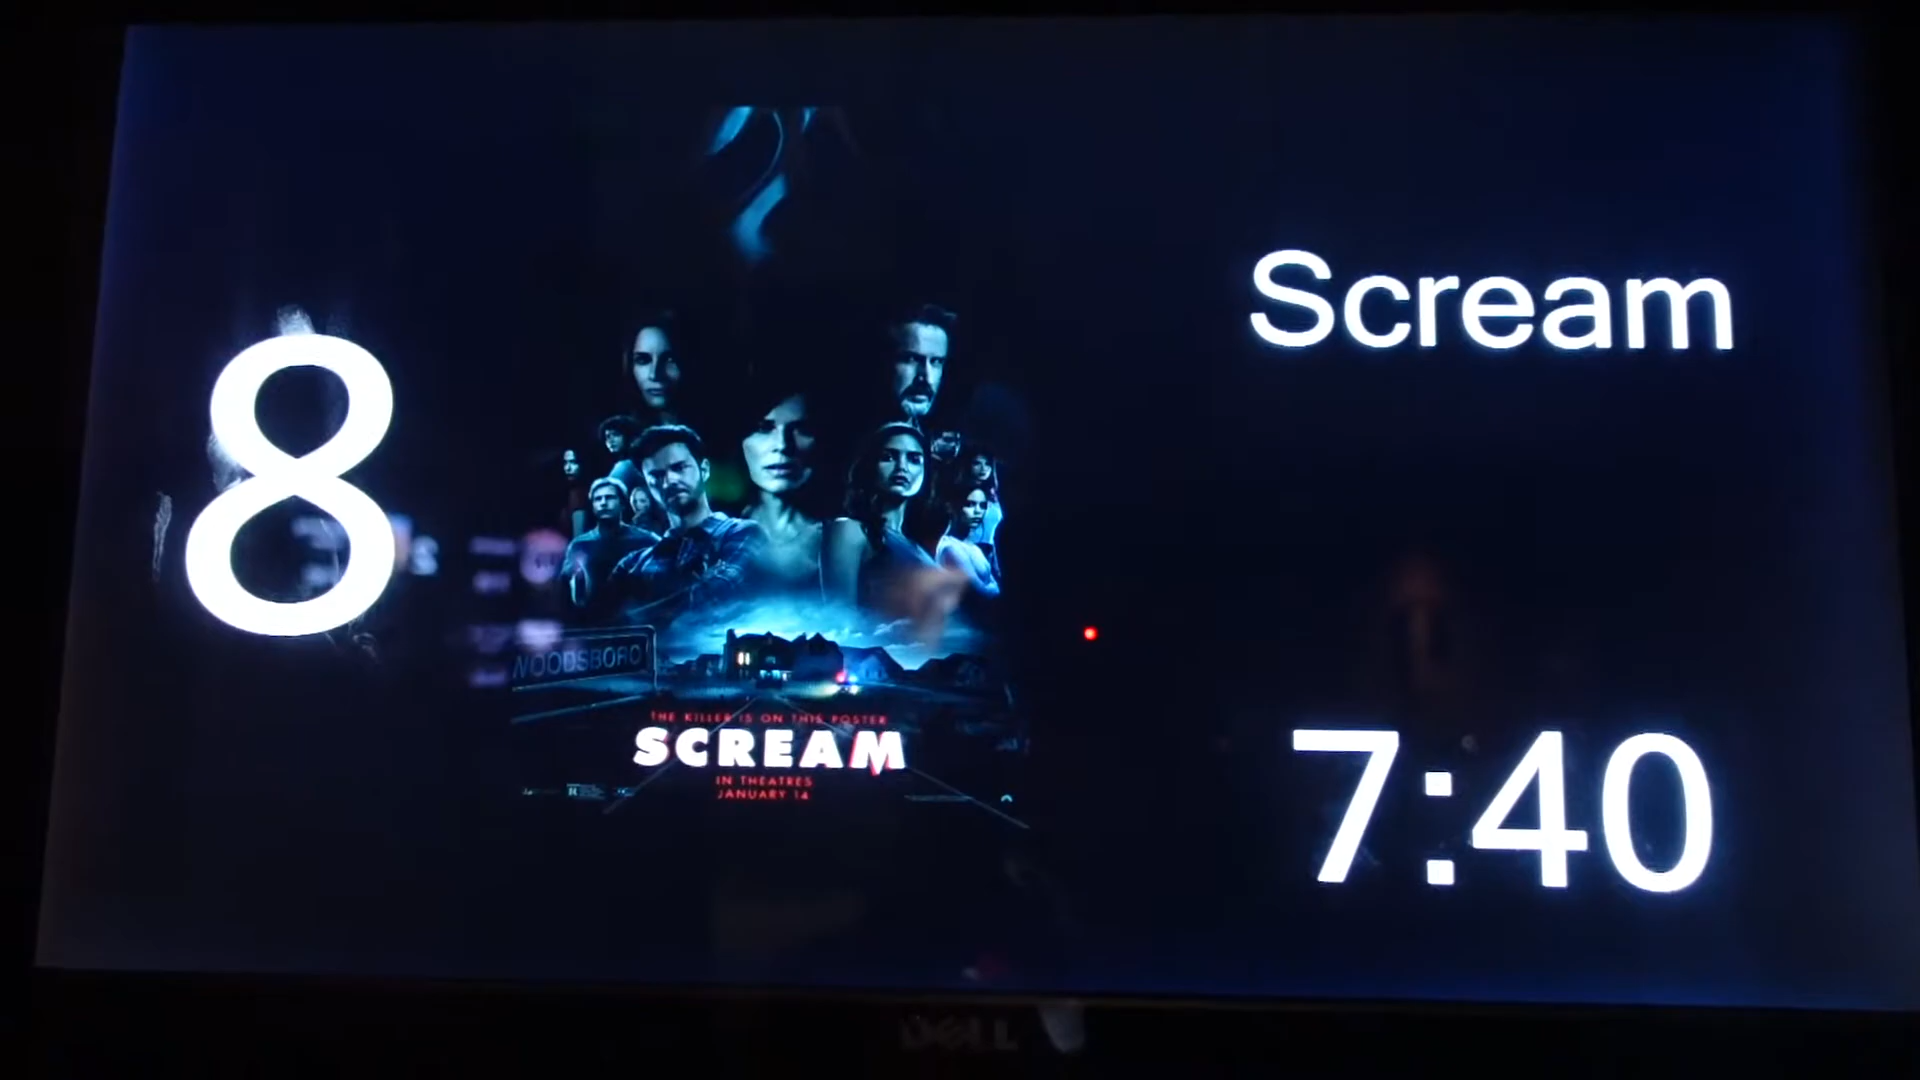 8
Scream
7:40
WOODSBORO
THE KILLER IS ON THIS POSTER
SCREAM
IN THEATRES
JANUARY 14
DELL